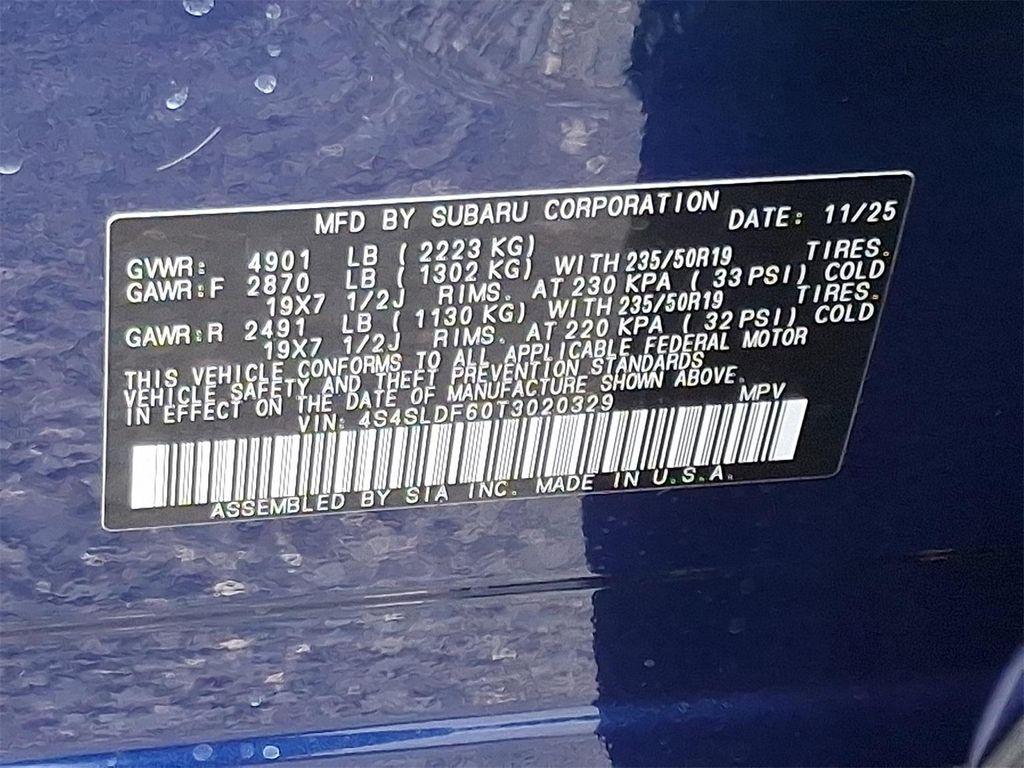 MFD BY SUBARU CORPORATION DATE: 11/25
GVWR: 4901 LB ( 2223 KG)
GAWR:F 2870 LB ( 1302 KG) WITH 235/50R19 TIRES.
19X7 1/2J RIMS. AT 230 KPA ( 33 PSI) COLD
GAWR:R 2491 LB ( 1130 KG) WITH 235/50R19 TIRES.
19X7 1/2J RIMS. AT 220 KPA ( 32 PSI) COLD
THIS VEHICLE CONFORMS TO ALL APPLICABLE FEDERAL MOTOR
VEHICLE SAFETY AND THEFT PREVENTION STANDARDS
IN EFFECT ON THE DATE OF MANUFACTURE SHOWN ABOVE.
VIN: 4S4SLDF60T3020329 MPV
ASSEMBLED BY SIA INC. MADE IN U.S.A.